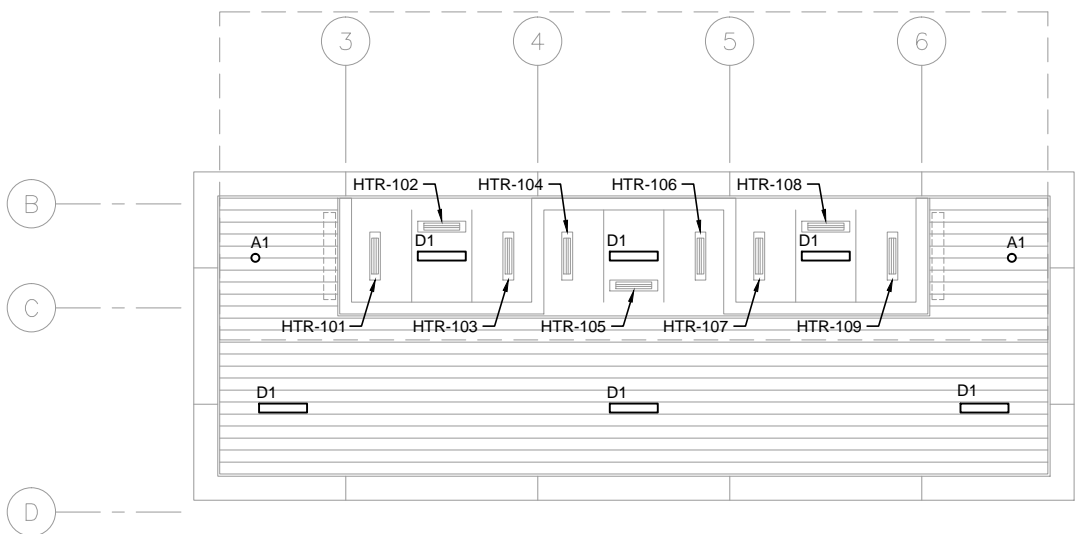 3 4 5 6
B
HTR-102 HTR-104 HTR-106 HTR-108
A1 D1 D1 D1 A1
C
HTR-101 HTR-103 HTR-105 HTR-107 HTR-109
D1 D1 D1
D